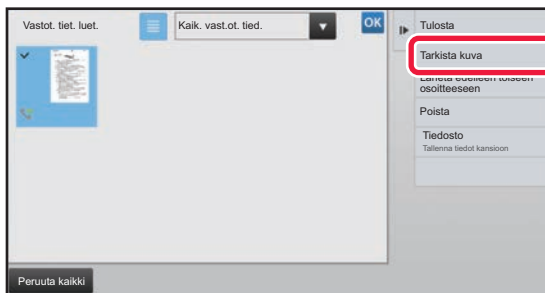 Vastot. tiet. luet.
Kaik. vast.ot. tied.
OK
Tulosta
Tarkista kuva
Lähetä edelleen toiseen
osoitteeseen
Poista
Tiedosto
Tallenna tiedot kansioon
Peruuta kaikki